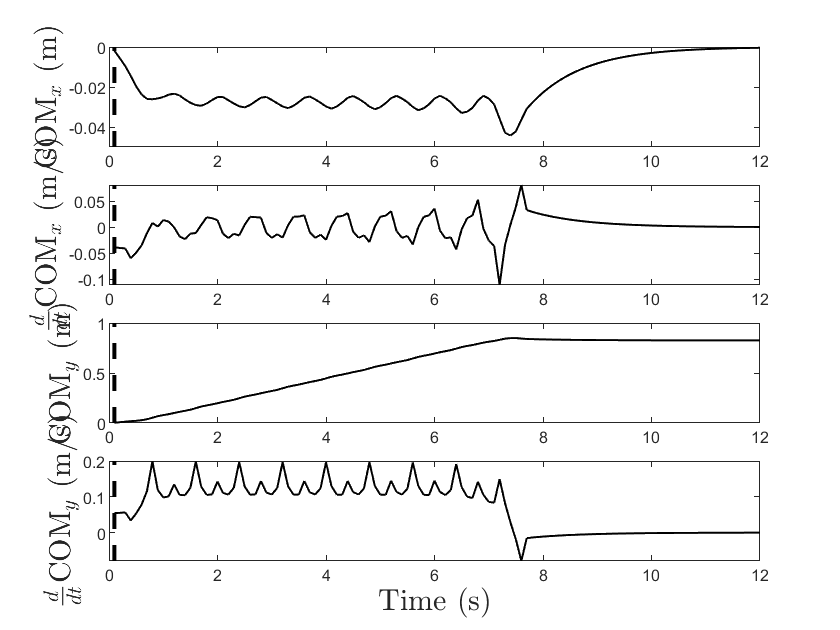 COM_x (m)
0
-0.02
-0.04
0 2 4 6 8 10 12
d/dt COM_x (m/s)
0.05
0
-0.05
-0.1
0 2 4 6 8 10 12
COM_y (m)
1
0.5
0
0 2 4 6 8 10 12
d/dt COM_y (m/s)
0.2
0.1
0
0 2 4 6 8 10 12
Time (s)